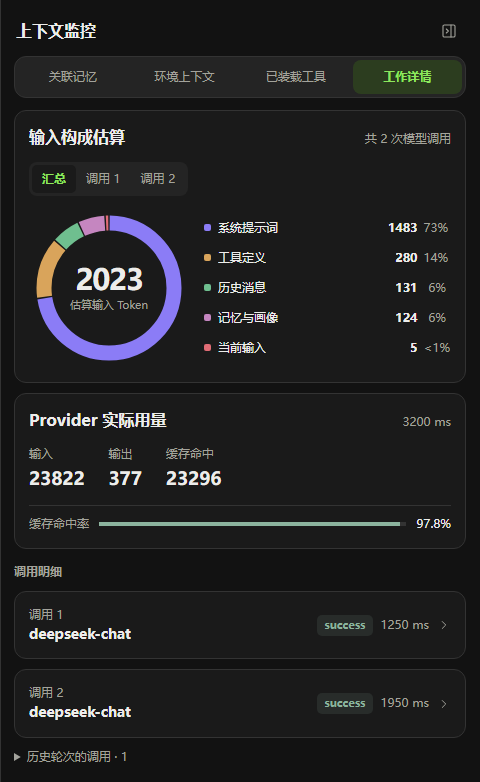 上下文监控
关联记忆 环境上下文 已装载工具 工作详情
输入构成估算 共 2 次模型调用
汇总 调用 1 调用 2
2023
估算输入 Token
系统提示词 1483 73%
工具定义 280 14%
历史消息 131 6%
记忆与画像 124 6%
当前输入 5 <1%
Provider 实际用量 3200 ms
输入 输出 缓存命中
23822 377 23296
缓存命中率 97.8%
调用明细
调用 1
deepseek-chat success 1250 ms
调用 2
deepseek-chat success 1950 ms
历史轮次的调用 · 1